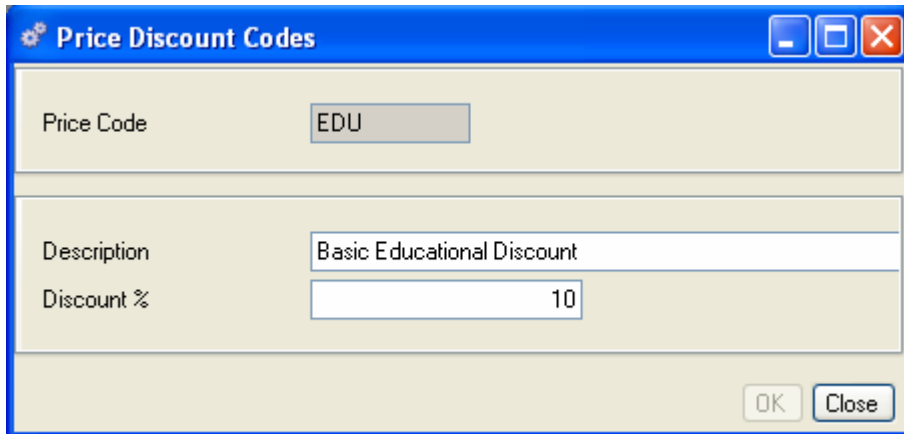 Price Discount Codes
Price Code EDU
Description Basic Educational Discount
Discount % 10
OK Close